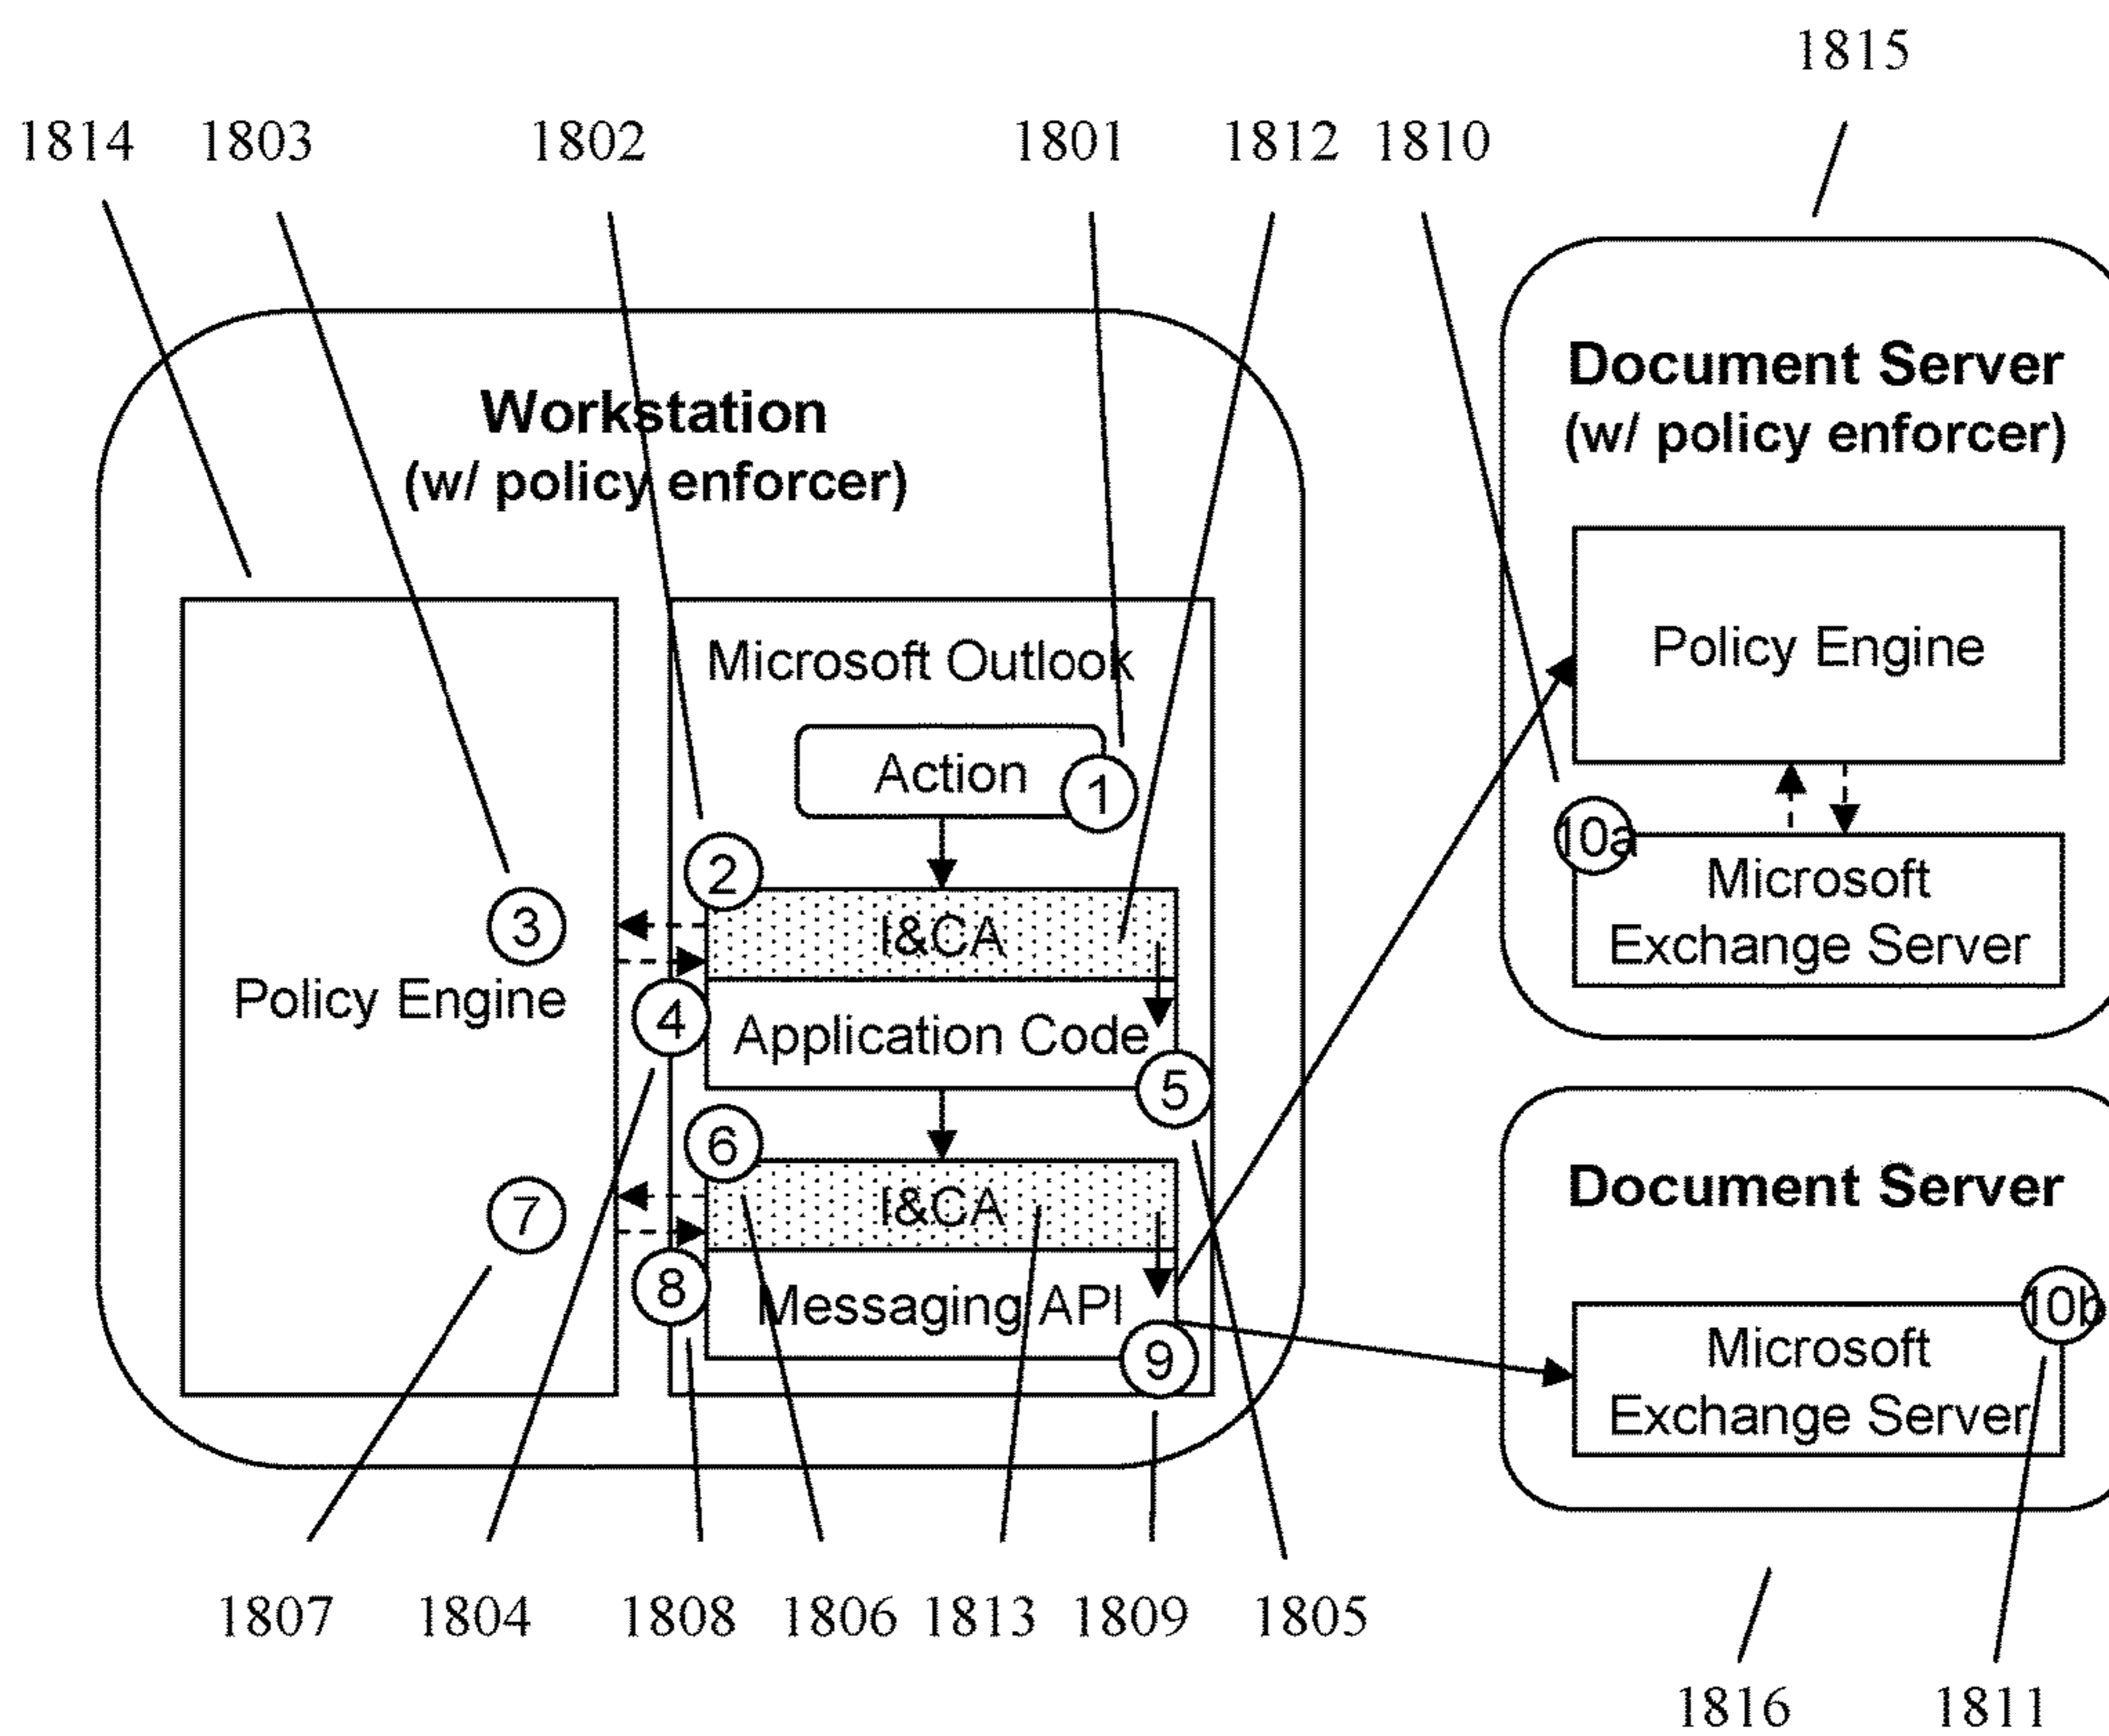 1815
1814 1803 1802 1801 1812 1810
Workstation
(w/ policy enforcer)
Policy Engine
3
7
Microsoft Outlook
Action
1
2
I&CA
4
Application Code
5
6
I&CA
8
Messaging API
9
Document Server
(w/ policy enforcer)
Policy Engine
10a
Microsoft
Exchange Server
Document Server
10b
Microsoft
Exchange Server
1807 1804 1808 1806 1813 1809 1805
1816 1811